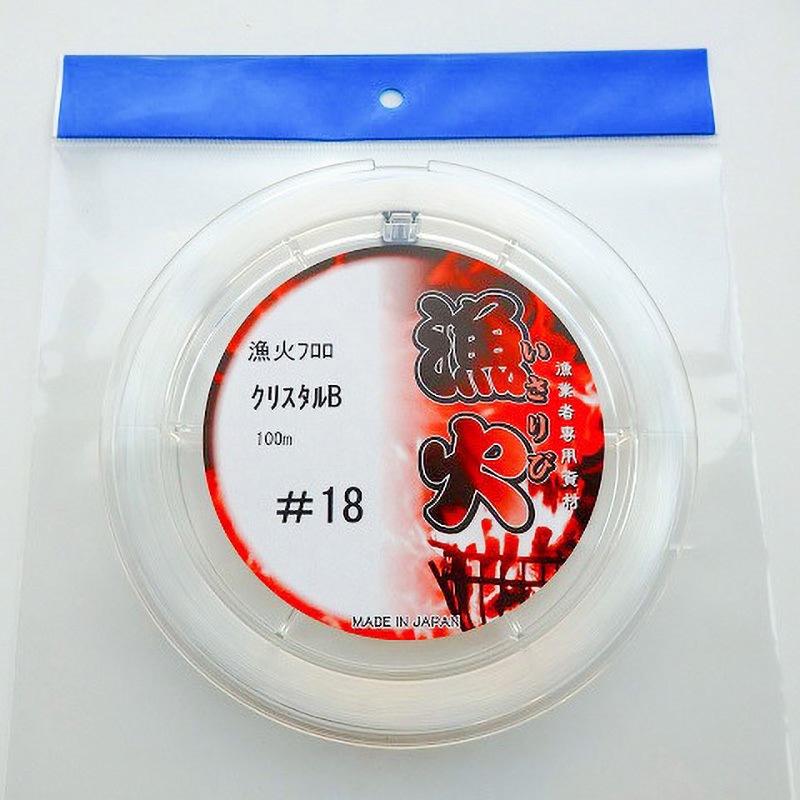 漁火フロロ
クリスタルB
100m
#18
漁火
いさりび
漁業者専用資材
MADE IN JAPAN